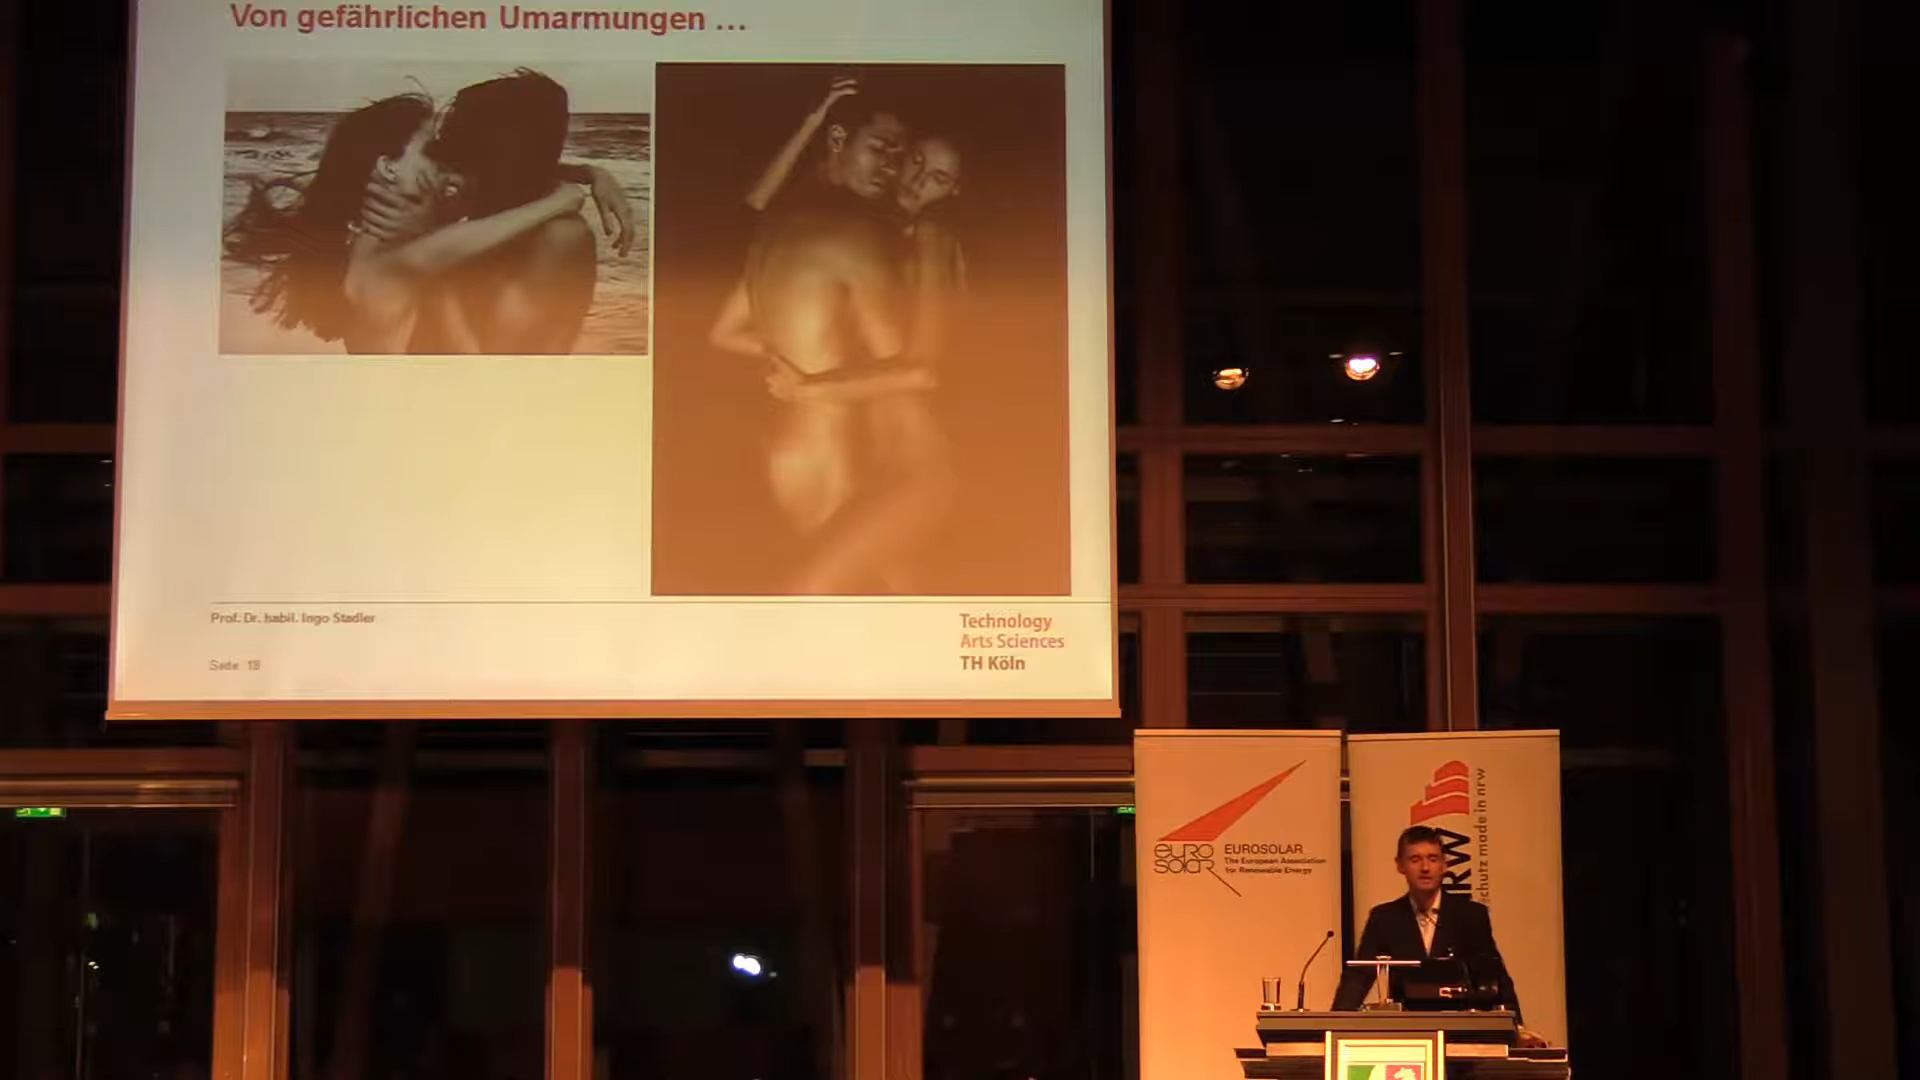 Von gefährlichen Umarmungen ...
Prof. Dr. habil. Ingo Stadler
Seite 18
Technology
Arts Sciences
TH Köln
euro
solar
EUROSOLAR
The European Association
for Renewable Energy
RW
schutz made in nrw